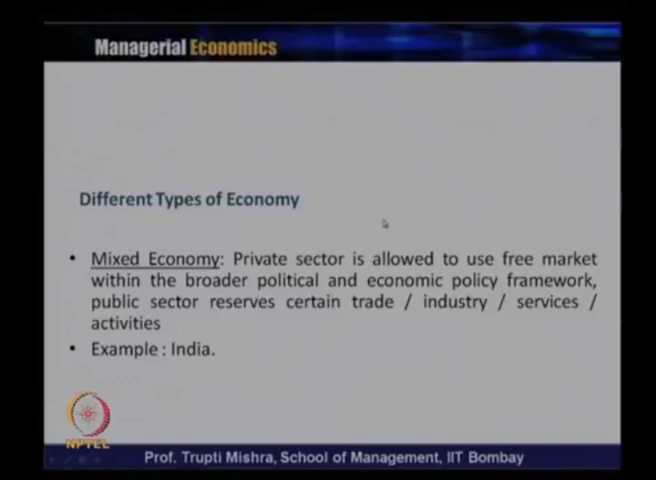 Managerial Economics
Different Types of Economy
• Mixed Economy: Private sector is allowed to use free market
within the broader political and economic policy framework,
public sector reserves certain trade / industry / services /
activities
• Example : India.
NPTEL
Prof. Trupti Mishra, School of Management, IIT Bombay